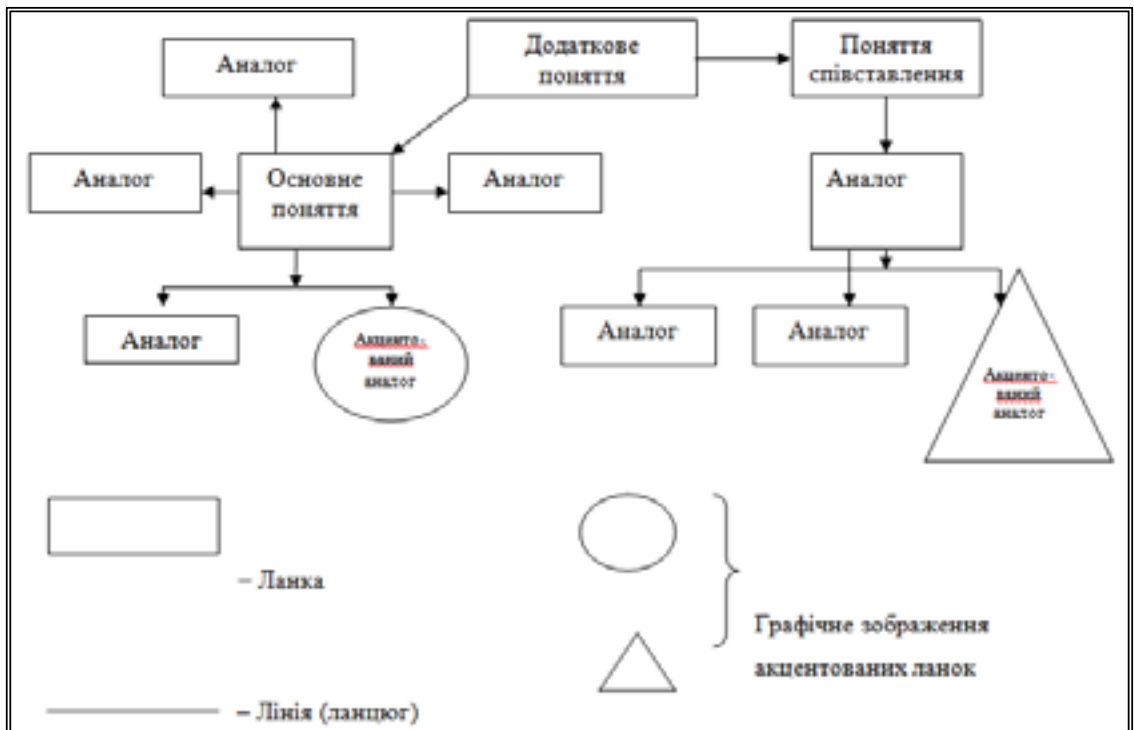 Аналог
Додаткове
поняття
Поняття
співставлення
Аналог
Основне
поняття
Аналог
Аналог
Аналог
Акценто-
ваний
аналог
Аналог
Аналог
Акценто-
ваний
аналог
– Ланка
Графічне зображення
акцентованих ланок
– Лінія (ланцюг)